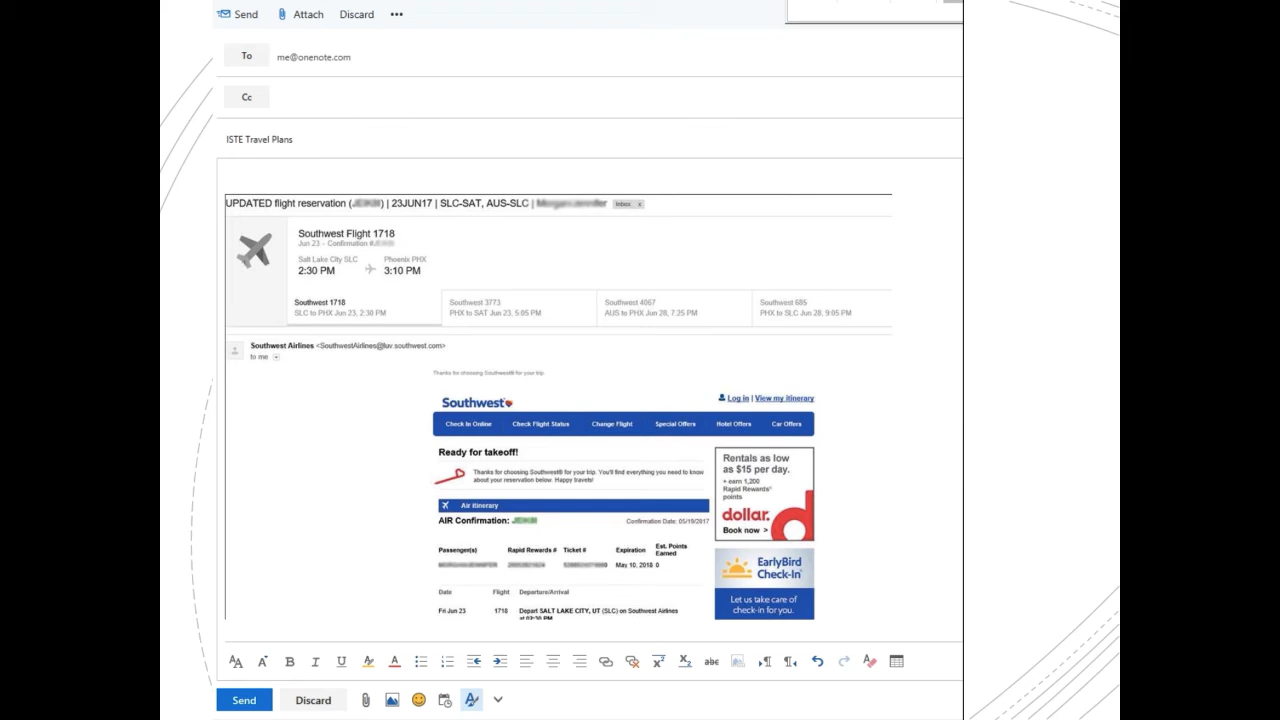 Send Attach Discard •••
To me@onenote.com
Cc
ISTE Travel Plans
UPDATED flight reservation ( ) | 23JUN17 | SLC-SAT, AUS-SLC | Inbox x
Southwest Flight 1718
Jun 23 - Confirmation #
Salt Lake City SLC Phoenix PHX
2:30 PM 3:10 PM
Southwest 1718 Southwest 3773 Southwest 4067 Southwest 685
SLC to PHX Jun 23, 2:30 PM PHX to SAT Jun 23, 5:05 PM AUS to PHX Jun 28, 7:25 PM PHX to SLC Jun 28, 9:05 PM
Southwest Airlines <SouthwestAirlines@luv.southwest.com>
to me
Thanks for choosing Southwest® for your trip.
Southwest
Log in | View my itinerary
Check In Online Check Flight Status Change Flight Special Offers Hotel Offers Car Offers
Ready for takeoff!
Thanks for choosing Southwest® for your trip. You'll find everything you need to know
about your reservation below. Happy travels!
Air itinerary
AIR Confirmation: Confirmation Date: 05/19/2017
Passenger(s) Rapid Rewards # Ticket # Expiration Est. Points
Earned
May 10, 2018 0
Date Flight Departure/Arrival
Fri Jun 23 1718 Depart SALT LAKE CITY, UT (SLC) on Southwest Airlines
at 02:30 PM
Rentals as low
as $15 per day.
+ earn 1,200
Rapid Rewards®
points
dollar.
Book now >
EarlyBird
Check-In®
Let us take care of
check-in for you.
Send Discard